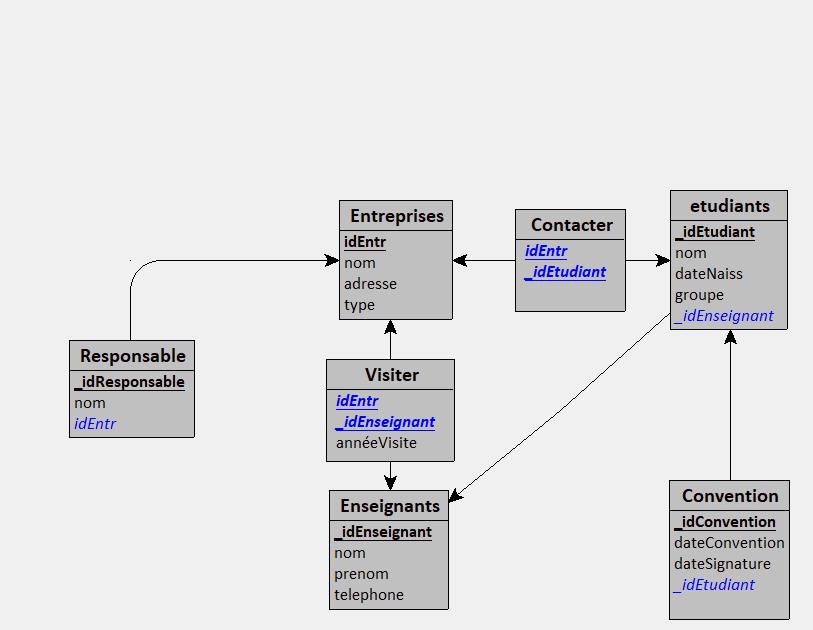 etudiants
_idEtudiant
nom
dateNaiss
groupe
_idEnseignant
Entreprises
idEntr
nom
adresse
type
Contacter
idEntr
_idEtudiant
Responsable
_idResponsable
nom
idEntr
Visiter
idEntr
_idEnseignant
annéeVisite
Enseignants
_idEnseignant
nom
prenom
telephone
Convention
_idConvention
dateConvention
dateSignature
_idEtudiant